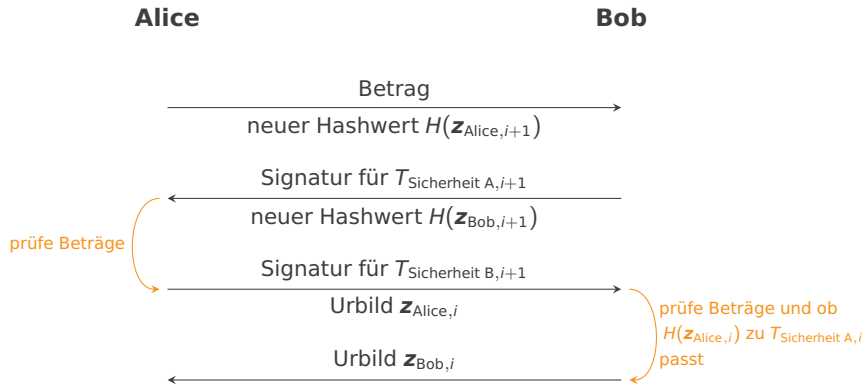 Alice
Bob
Betrag
neuer Hashwert H(z_Alice,i+1)
Signatur für T_Sicherheit A,i+1
neuer Hashwert H(z_Bob,i+1)
prüfe Beträge
Signatur für T_Sicherheit B,i+1
Urbild z_Alice,i
prüfe Beträge und ob
H(z_Alice,i) zu T_Sicherheit A,i
passt
Urbild z_Bob,i